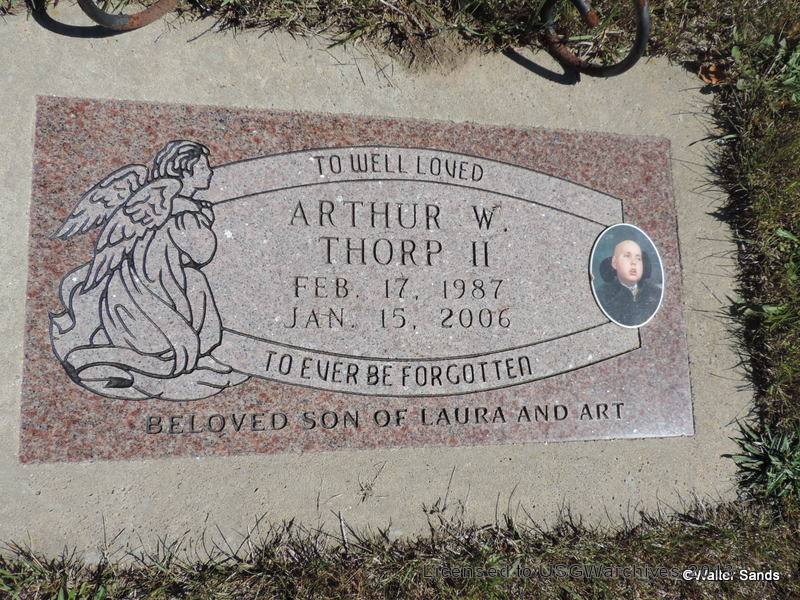 TO WELL LOVED
ARTHUR W.
THORP II
FEB. 17, 1987
JAN. 15, 2006
TO EVER BE FORGOTTEN
BELOVED SON OF LAURA AND ART
Licensed to USGWarchives
©Walter Sands